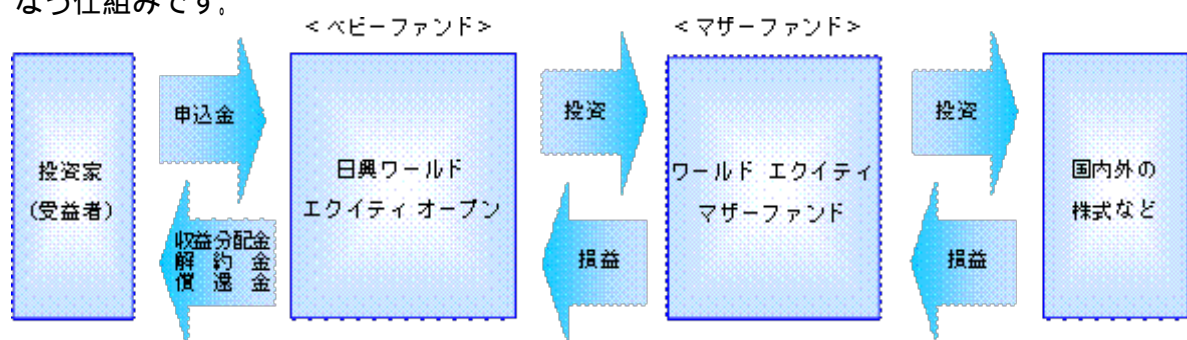 なう仕組みです。
<ベビーファンド>
<マザーファンド>
投資家
(受益者)
申込金
収益分配金
解約金
償還金
日興ワールド
エクイティ オープン
投資
損益
ワールド エクイティ
マザーファンド
投資
損益
国内外の
株式など